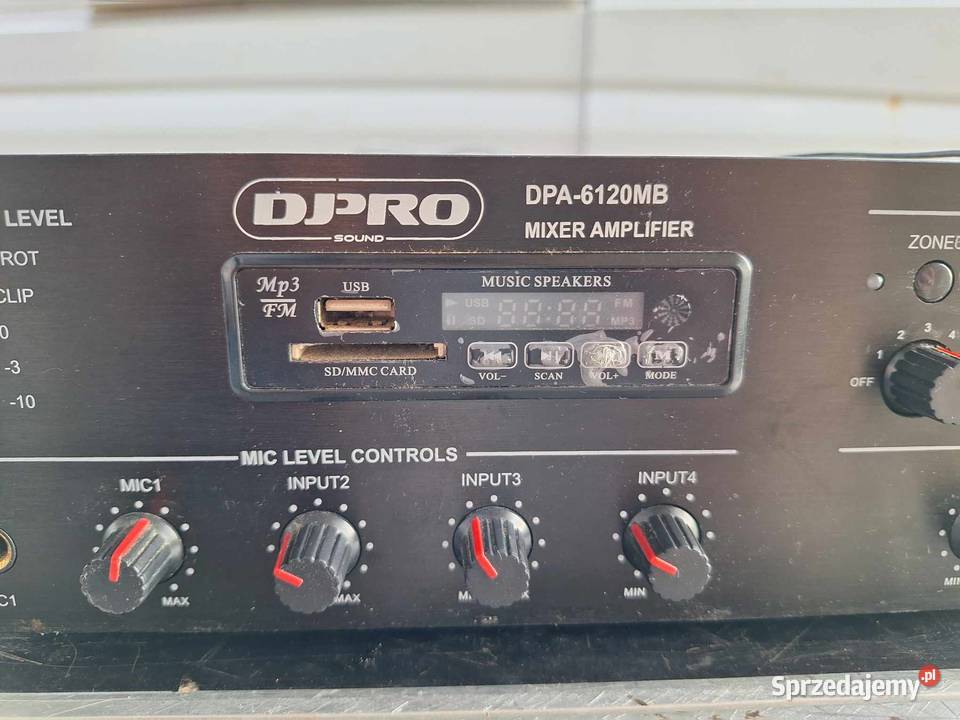 LEVEL
ROT
CLIP
0
-3
-10
DJPRO
SOUND
DPA-6120MB
MIXER AMPLIFIER
Mp3
FM
USB
MUSIC SPEAKERS
USB FM
SD MP3
SD/MMC CARD
VOL- SCAN VOL+ MODE
M
OFF 1 2 3 4
MIC LEVEL CONTROLS
MIC1 INPUT2 INPUT3 INPUT4
MAX MAX MIN
C1
Sprzedajemy.pl